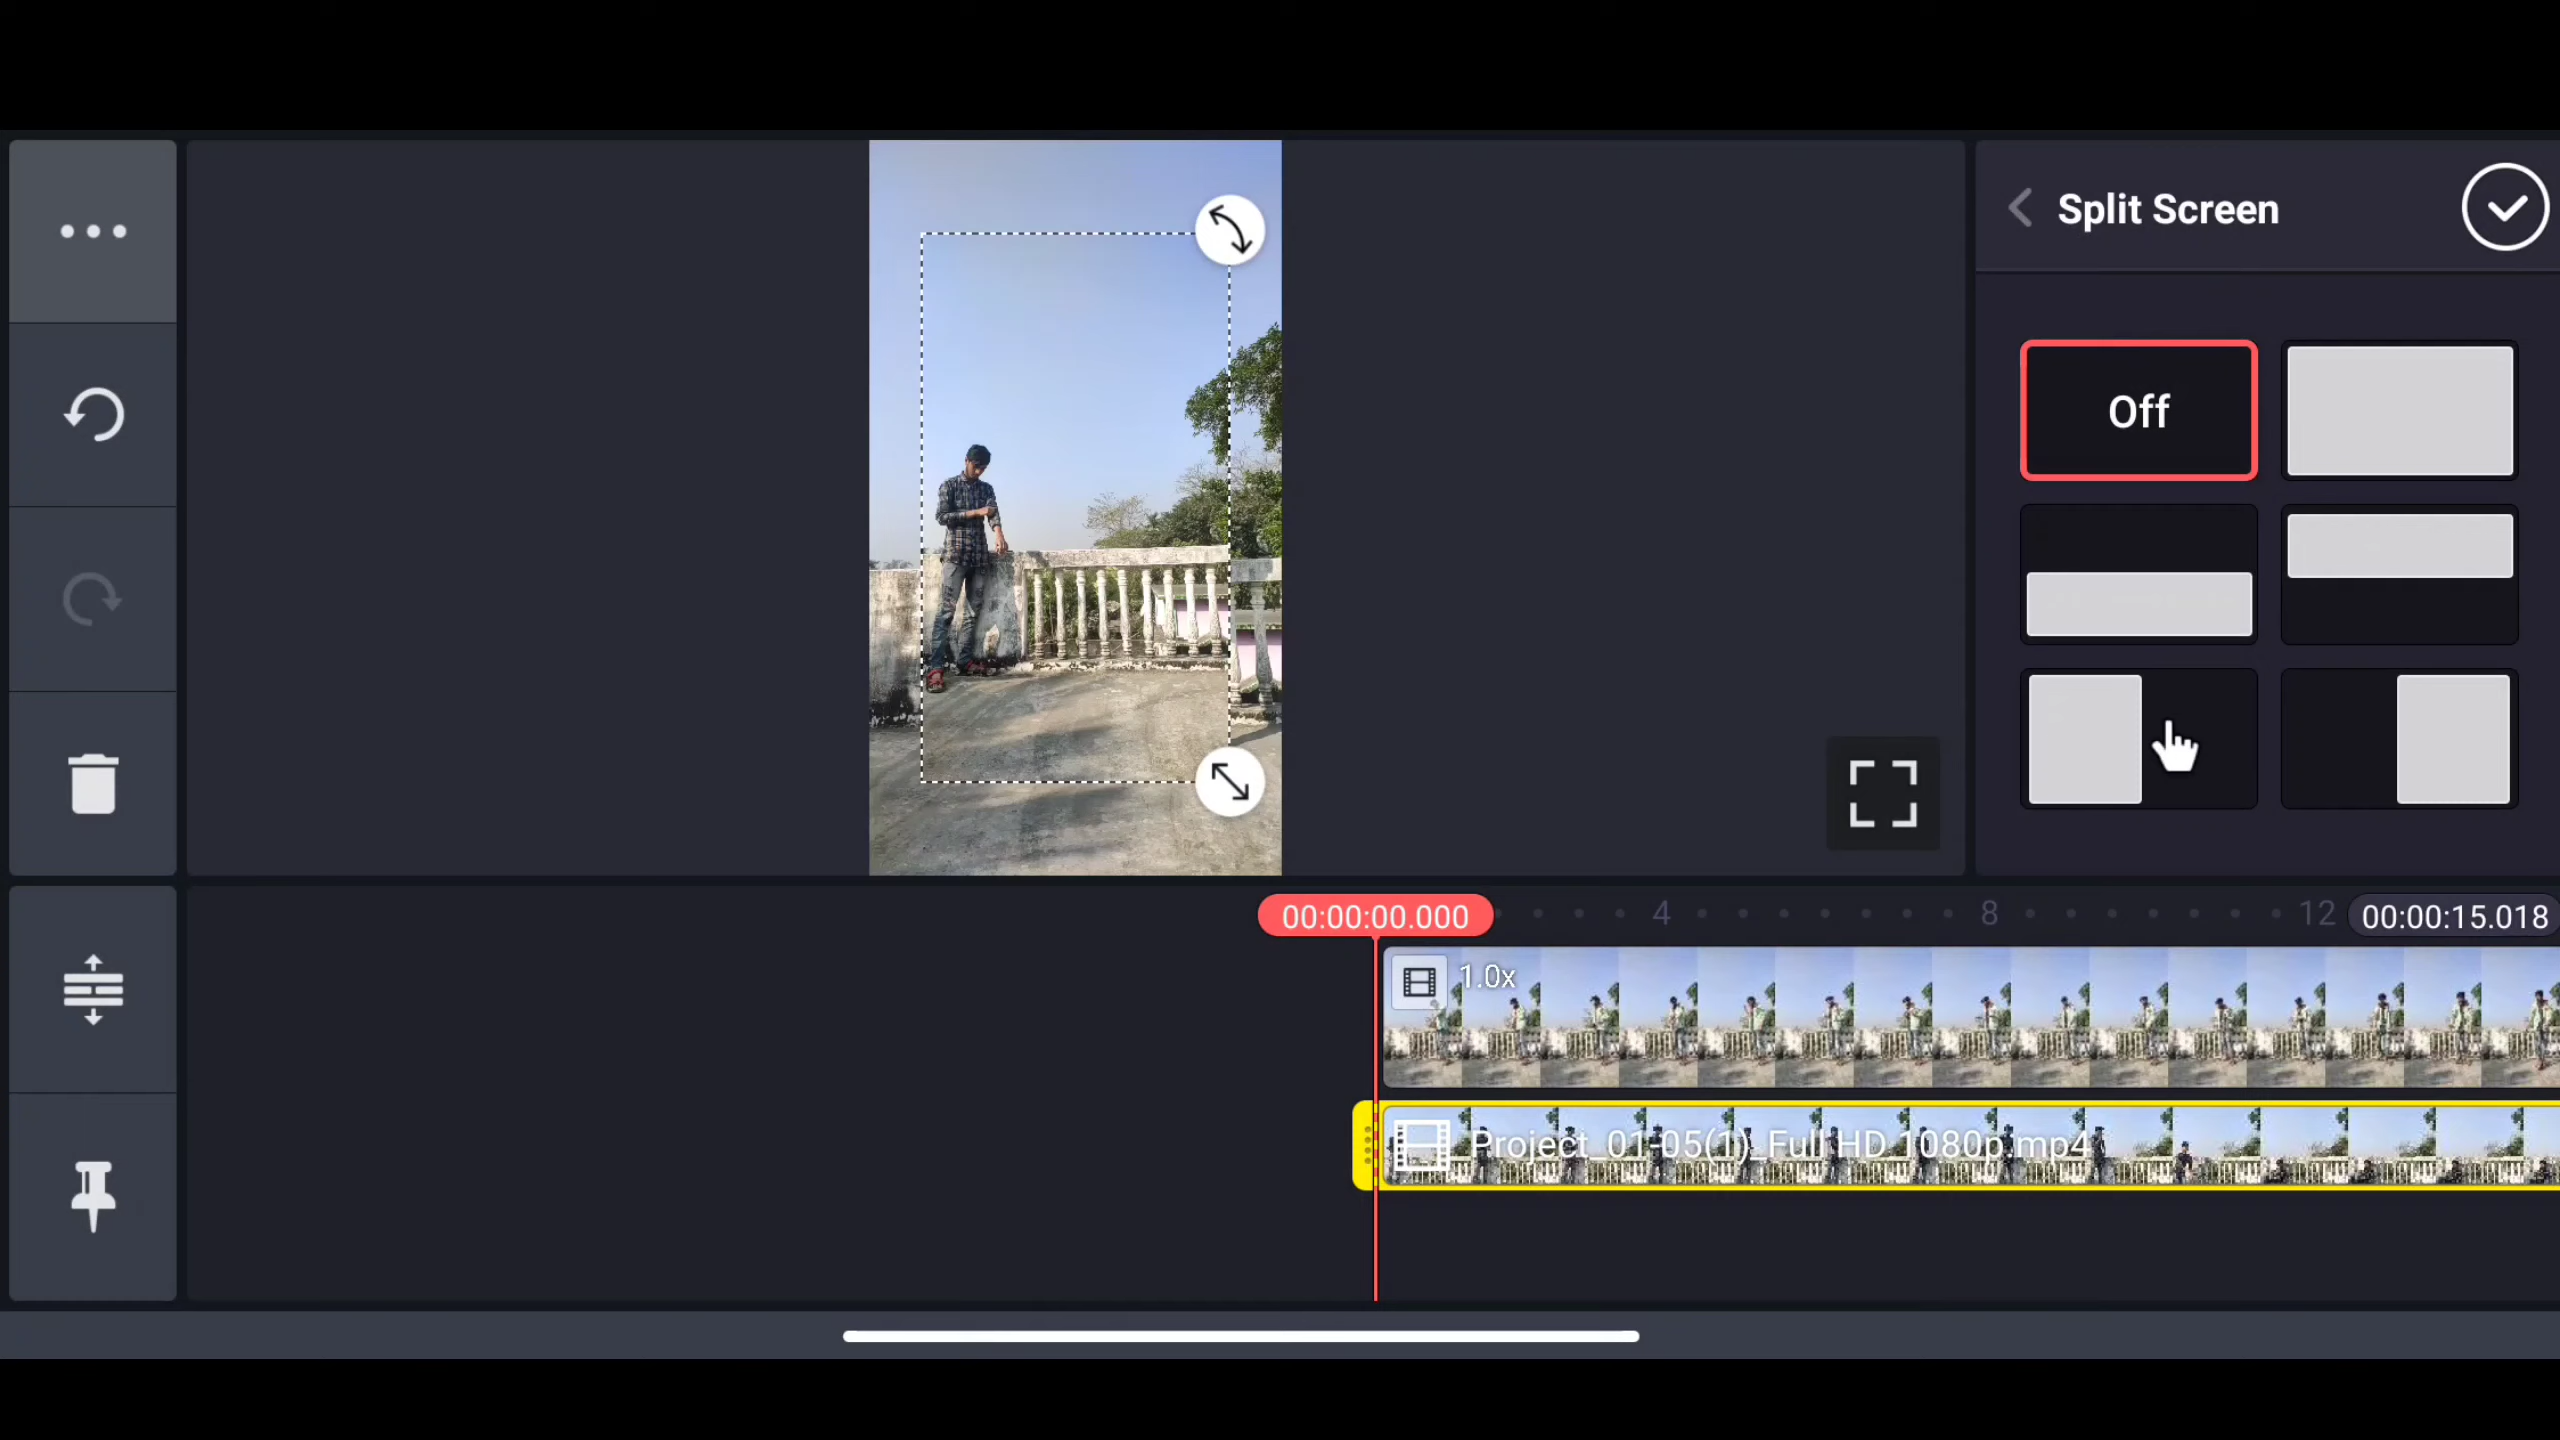 Split Screen
Off
00:00:00.000
4
8
12
00:00:15.018
1.0x
Project_01-05(1)_Full HD 1080p.mp4